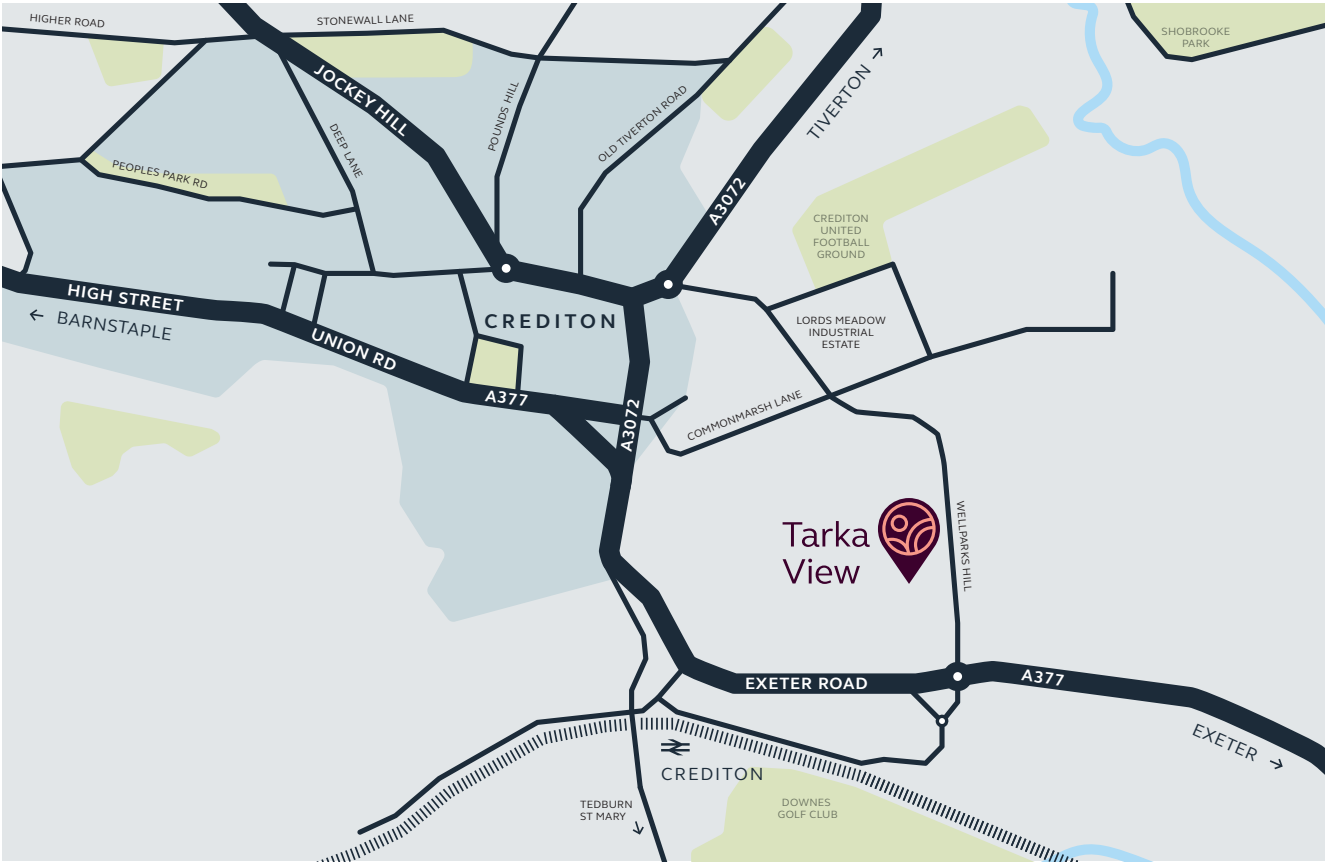 HIGHER ROAD
STONEWALL LANE
SHOBROOKE
PARK
JOCKEY HILL
POUNDS HILL
OLD TIVERTON ROAD
TIVERTON →
DEEP LANE
PEOPLES PARK RD
A3072
CREDITON
UNITED
FOOTBALL
GROUND
HIGH STREET
← BARNSTAPLE
UNION RD
CREDITON
LORDS MEADOW
INDUSTRIAL
ESTATE
A377
A3072
COMMONMARSH LANE
Tarka
View
WELLPARKS HILL
EXETER ROAD
A377
EXETER →
CREDITON
TEDBURN
ST MARY
DOWNES
GOLF CLUB